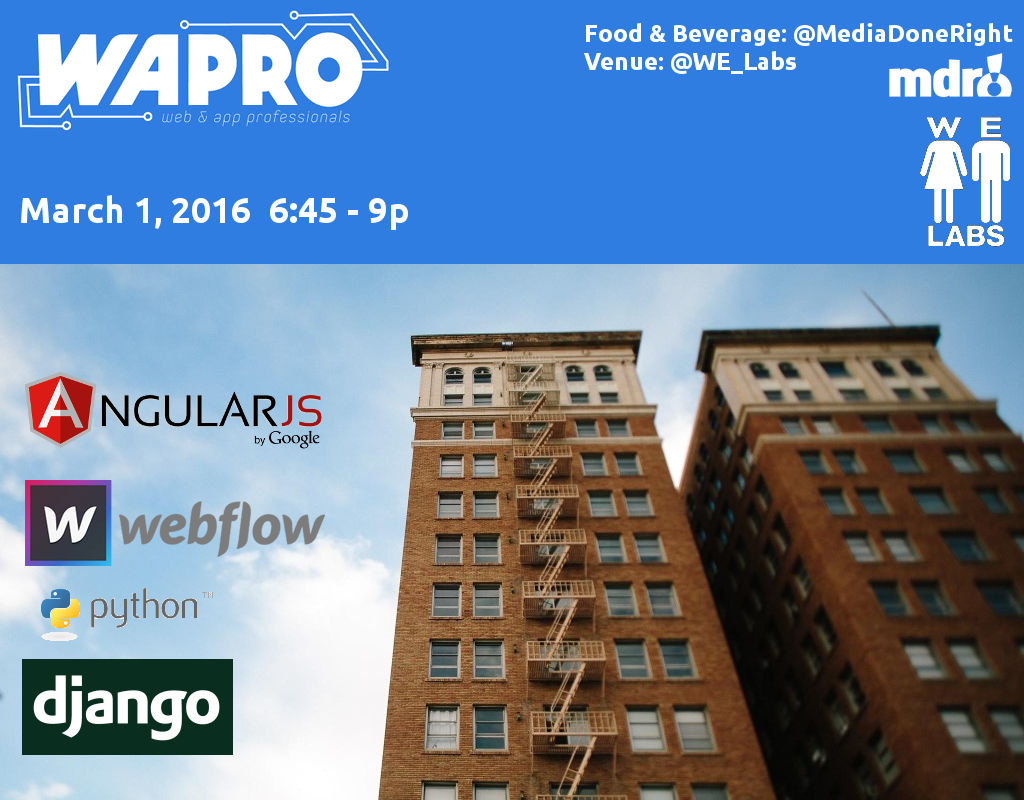 WAPRO
web & app professionals
Food & Beverage: @MediaDoneRight
Venue: @WE_Labs
mdr!
W E
LABS
March 1, 2016 6:45 - 9p
ANGULARJS
by Google
W webflow
python™
django